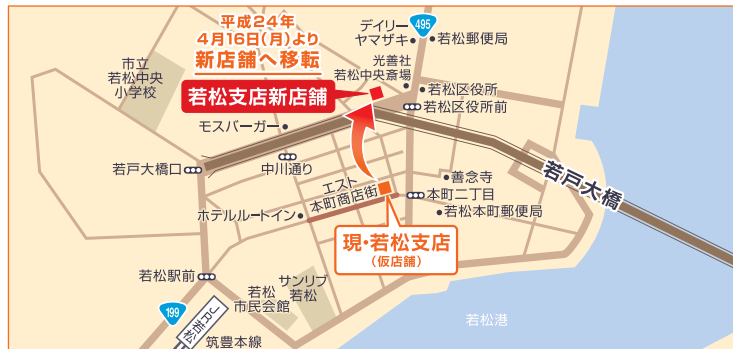 平成24年
4月16日(月)より
新店舗へ移転
若松支店新店舗
デイリー
ヤマザキ
495
若松郵便局
光善社
若松中央斎場
若松区役所
若松区役所前
市立
若松中央
小学校
モスバーガー
若戸大橋口
中川通り
エスト
本町商店街
善念寺
本町二丁目
若松本町郵便局
若戸大橋
ホテルルートイン
現・若松支店
(仮店舗)
若松駅前
サンリブ
若松
若松
市民会館
199
JR若松
筑豊本線
若松港